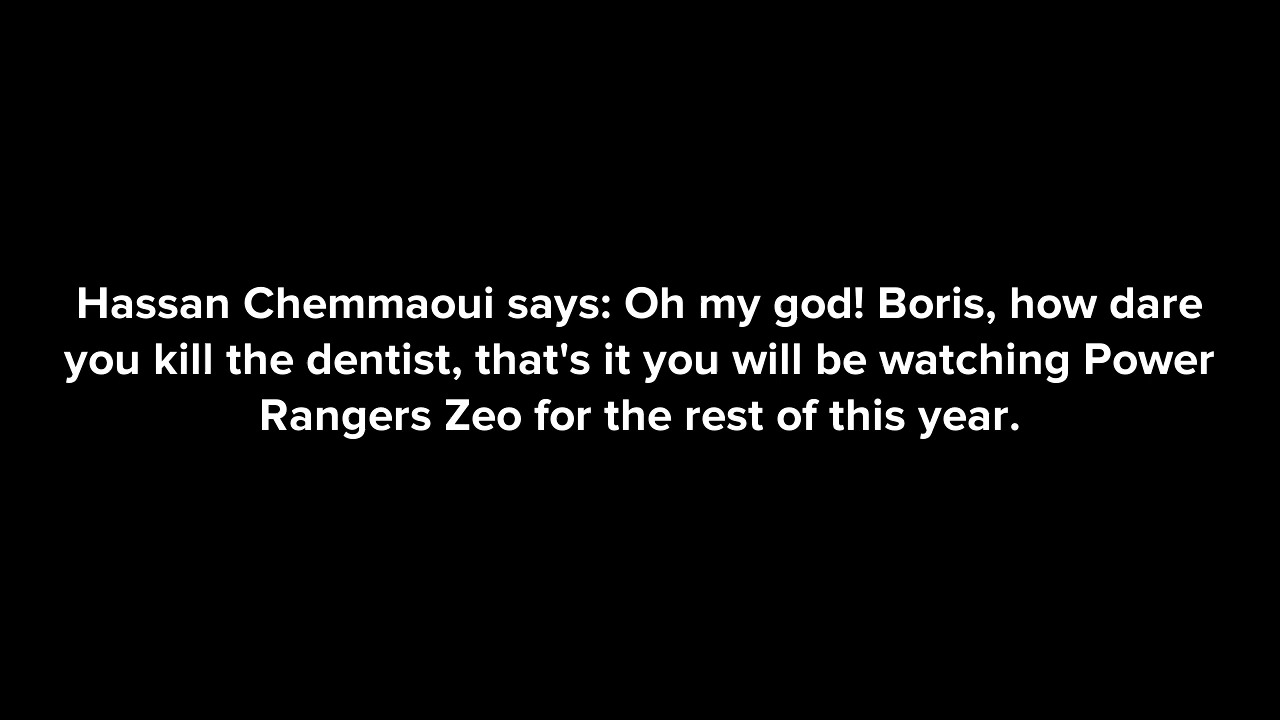 Hassan Chemmaoui says: Oh my god! Boris, how dare
you kill the dentist, that's it you will be watching Power
Rangers Zeo for the rest of this year.